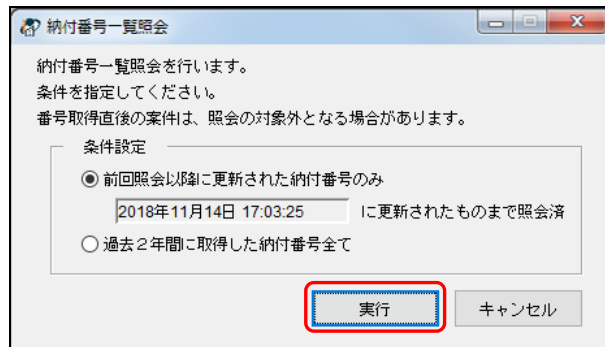 納付番号一覧照会
納付番号一覧照会を行います。
条件を指定してください。
番号取得直後の案件は、照会の対象外となる場合があります。
条件設定
前回照会以降に更新された納付番号のみ
2018年11月14日 17:03:25 に更新されたものまで照会済
過去２年間に取得した納付番号全て
実行 キャンセル